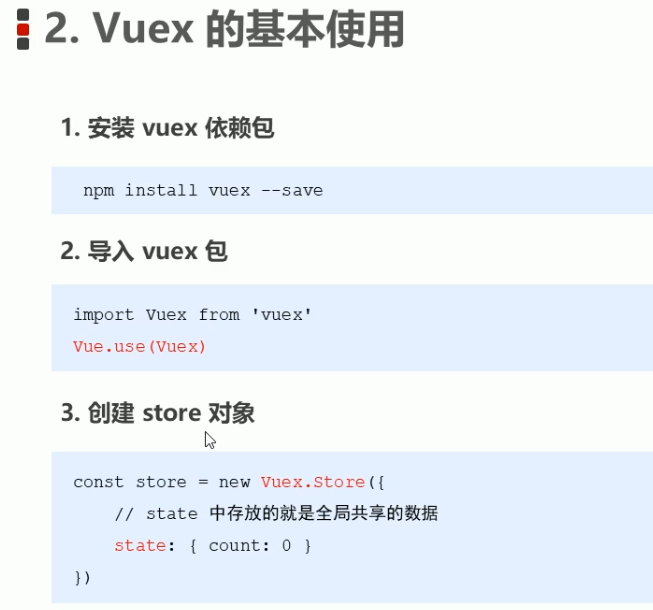 2. Vuex 的基本使用
1. 安装 vuex 依赖包
npm install vuex --save
2. 导入 vuex 包
import Vuex from 'vuex'
Vue.use(Vuex)
3. 创建 store 对象
const store = new Vuex.Store({
// state 中存放的就是全局共享的数据
state: { count: 0 }
})